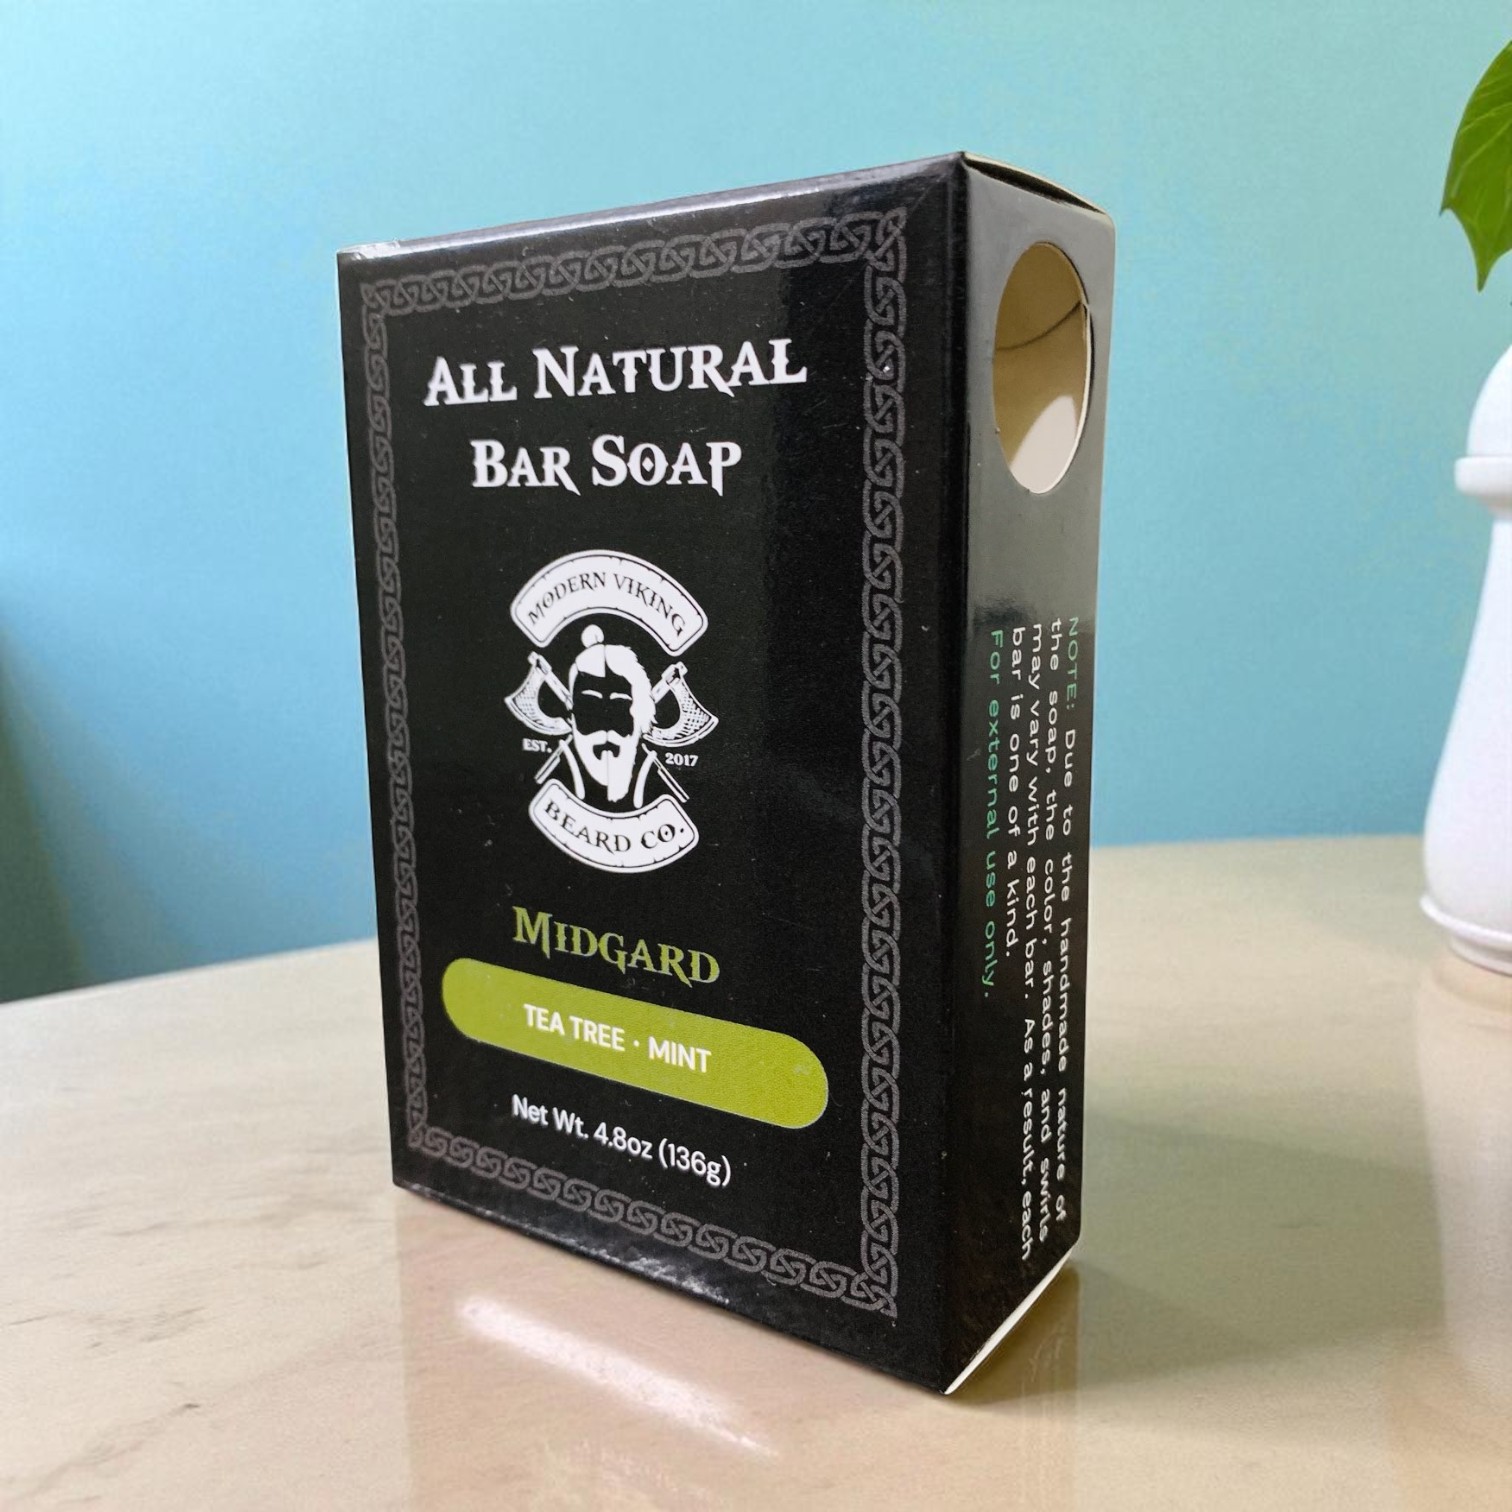 All Natural
Bar Soap
MODERN VIKING
EST. 2017
BEARD CO.
Midgard
TEA TREE · MINT
Net Wt. 4.8oz (136g)
NOTE: Due to the handmade nature of
the soap, the color, shades, and swirls
may vary with each bar. As a result, each
bar is one of a kind.
For external use only.